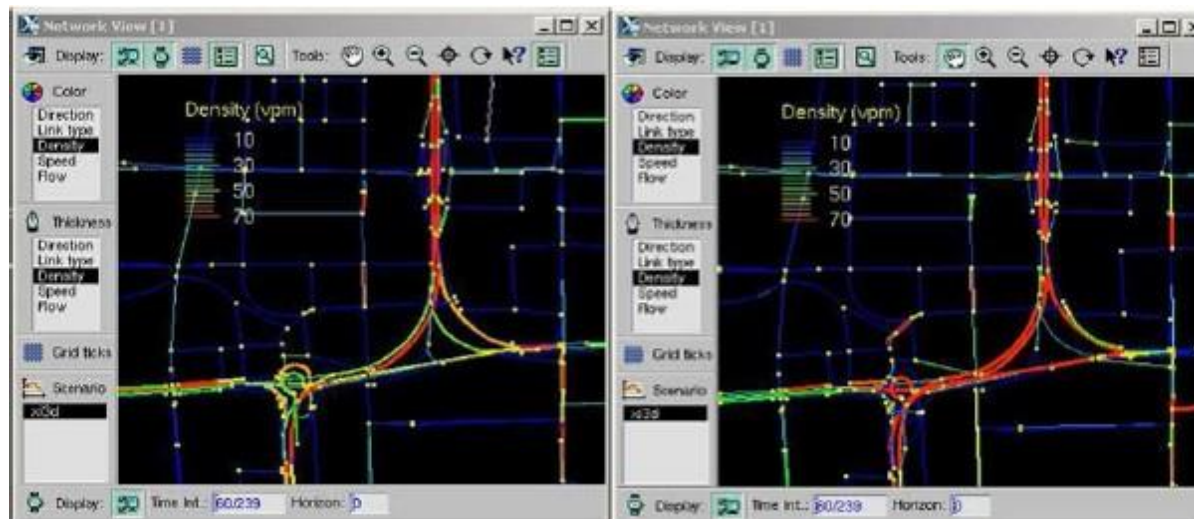 Network View [1]
Display: Tools:
Color
Direction
Link type
Density
Speed
Flow
Thickness
Direction
Link type
Density
Speed
Flow
Grid ticks
Scenario
xi3d
Density (vpm)
10
30
50
70
Display: Time Int.: 60/239 Horizon: 0
Network View [1]
Display: Tools:
Color
Direction
Link type
Density
Speed
Flow
Thickness
Direction
Link type
Density
Speed
Flow
Grid ticks
Scenario
xi3d
Density (vpm)
10
30
50
70
Display: Time Int.: 60/239 Horizon: 0